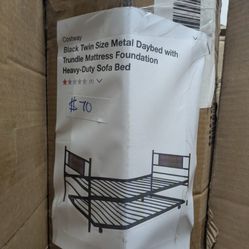 Costway
Black Twin Size Metal Daybed with
Trundle Mattress Foundation
Heavy-Duty Sofa Bed
$70